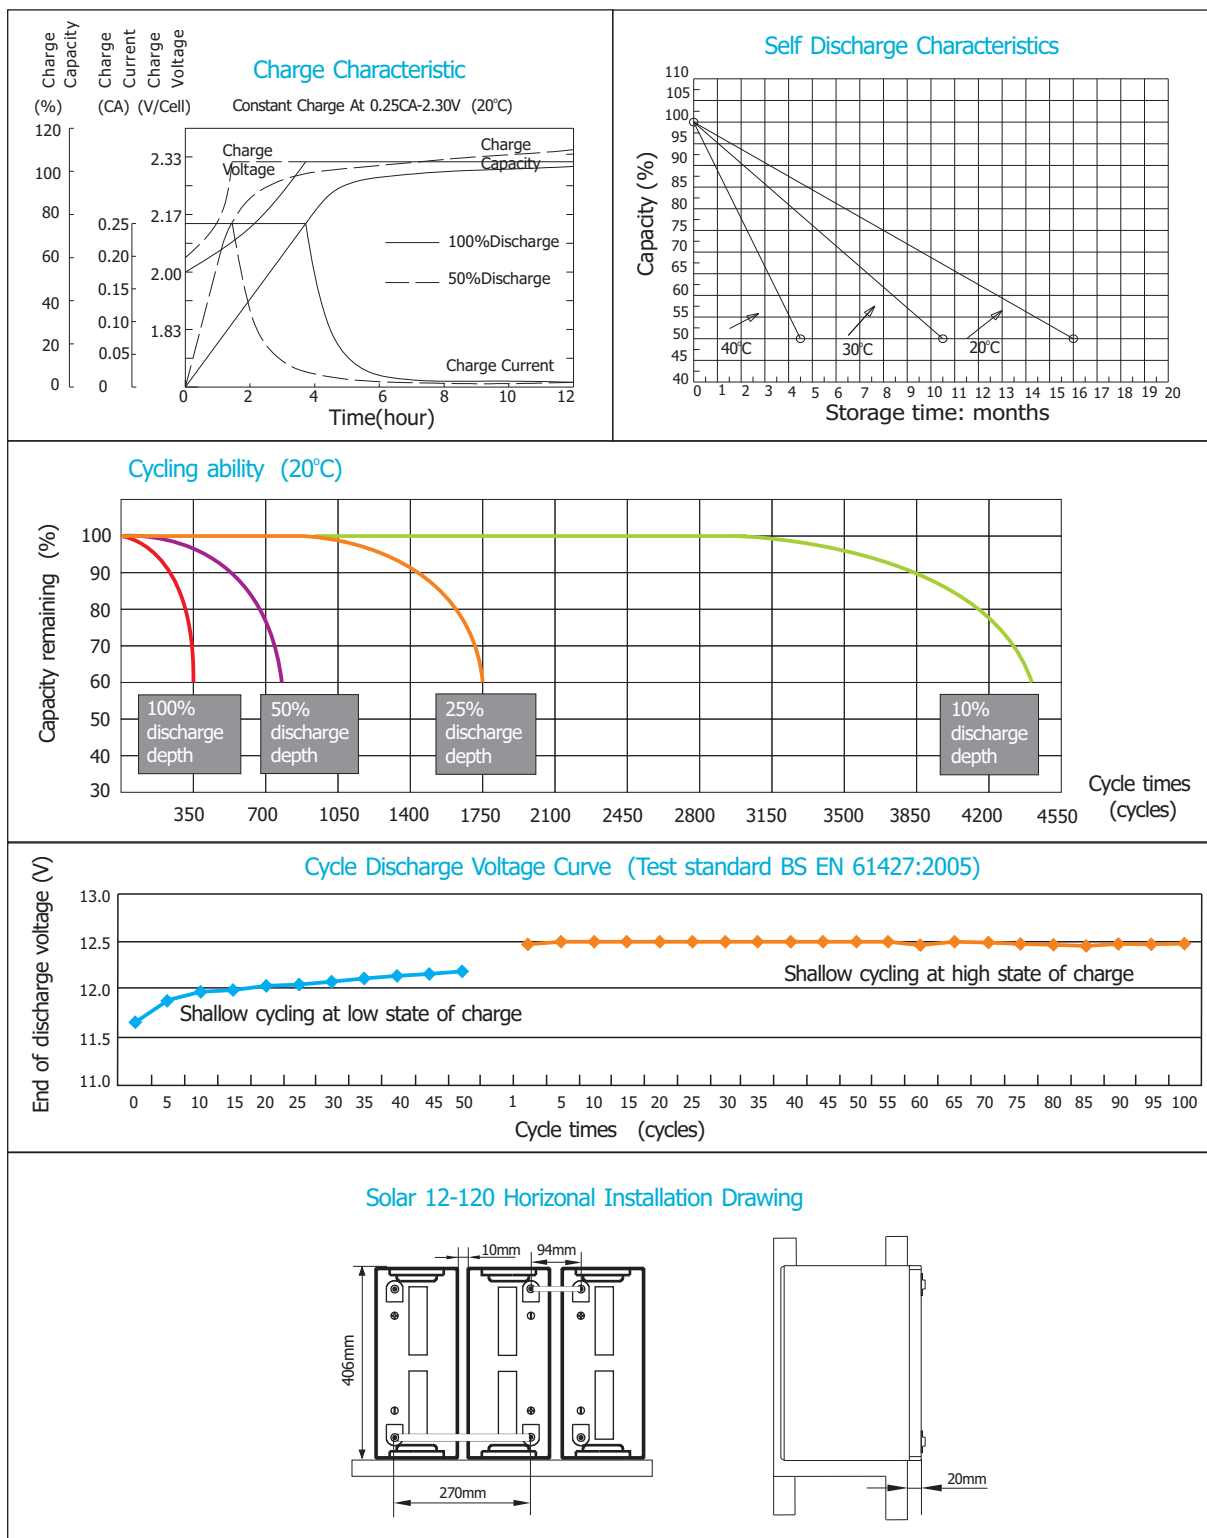 Charge Capacity
Charge Current
Charge Voltage
(%)
(CA)
(V/Cell)
Charge Characteristic
Constant Charge At 0.25CA-2.30V (20°C)
120
100
80
60
40
20
0
0.25
0.20
0.15
0.10
0.05
0
2.33
2.17
2.00
1.83
Charge
Voltage
Charge
Capacity
100%Discharge
50%Discharge
Charge Current
0 2 4 6 8 10 12
Time(hour)
Self Discharge Characteristics
Capacity (%)
110
105
100
95
90
85
80
75
70
65
60
55
50
45
40
40°C
30°C
20°C
0 1 2 3 4 5 6 7 8 9 10 11 12 13 14 15 16 17 18 19 20
Storage time: months
Cycling ability (20°C)
Capacity remaining (%)
100
90
80
70
60
50
40
30
100%
discharge
depth
50%
discharge
depth
25%
discharge
depth
10%
discharge
depth
350 700 1050 1400 1750 2100 2450 2800 3150 3500 3850 4200 4550
Cycle times
(cycles)
Cycle Discharge Voltage Curve (Test standard BS EN 61427:2005)
End of discharge voltage (V)
13.0
12.5
12.0
11.5
11.0
Shallow cycling at low state of charge
Shallow cycling at high state of charge
0 5 10 15 20 25 30 35 40 45 50 1 5 10 15 20 25 30 35 40 45 50 55 60 70 75 80 85 90 95 100
Cycle times (cycles)
Solar 12-120 Horizonal Installation Drawing
10mm
94mm
406mm
270mm
20mm